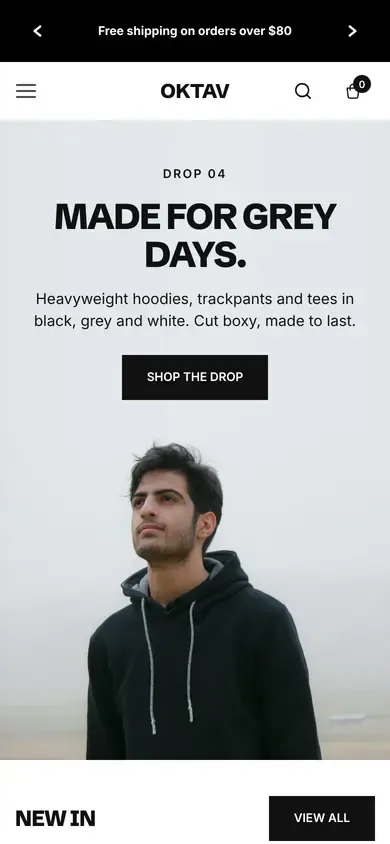 Free shipping on orders over $80
OKTAV
0
DROP 04
MADE FOR GREY
DAYS.
Heavyweight hoodies, trackpants and tees in
black, grey and white. Cut boxy, made to last.
SHOP THE DROP
NEW IN
VIEW ALL